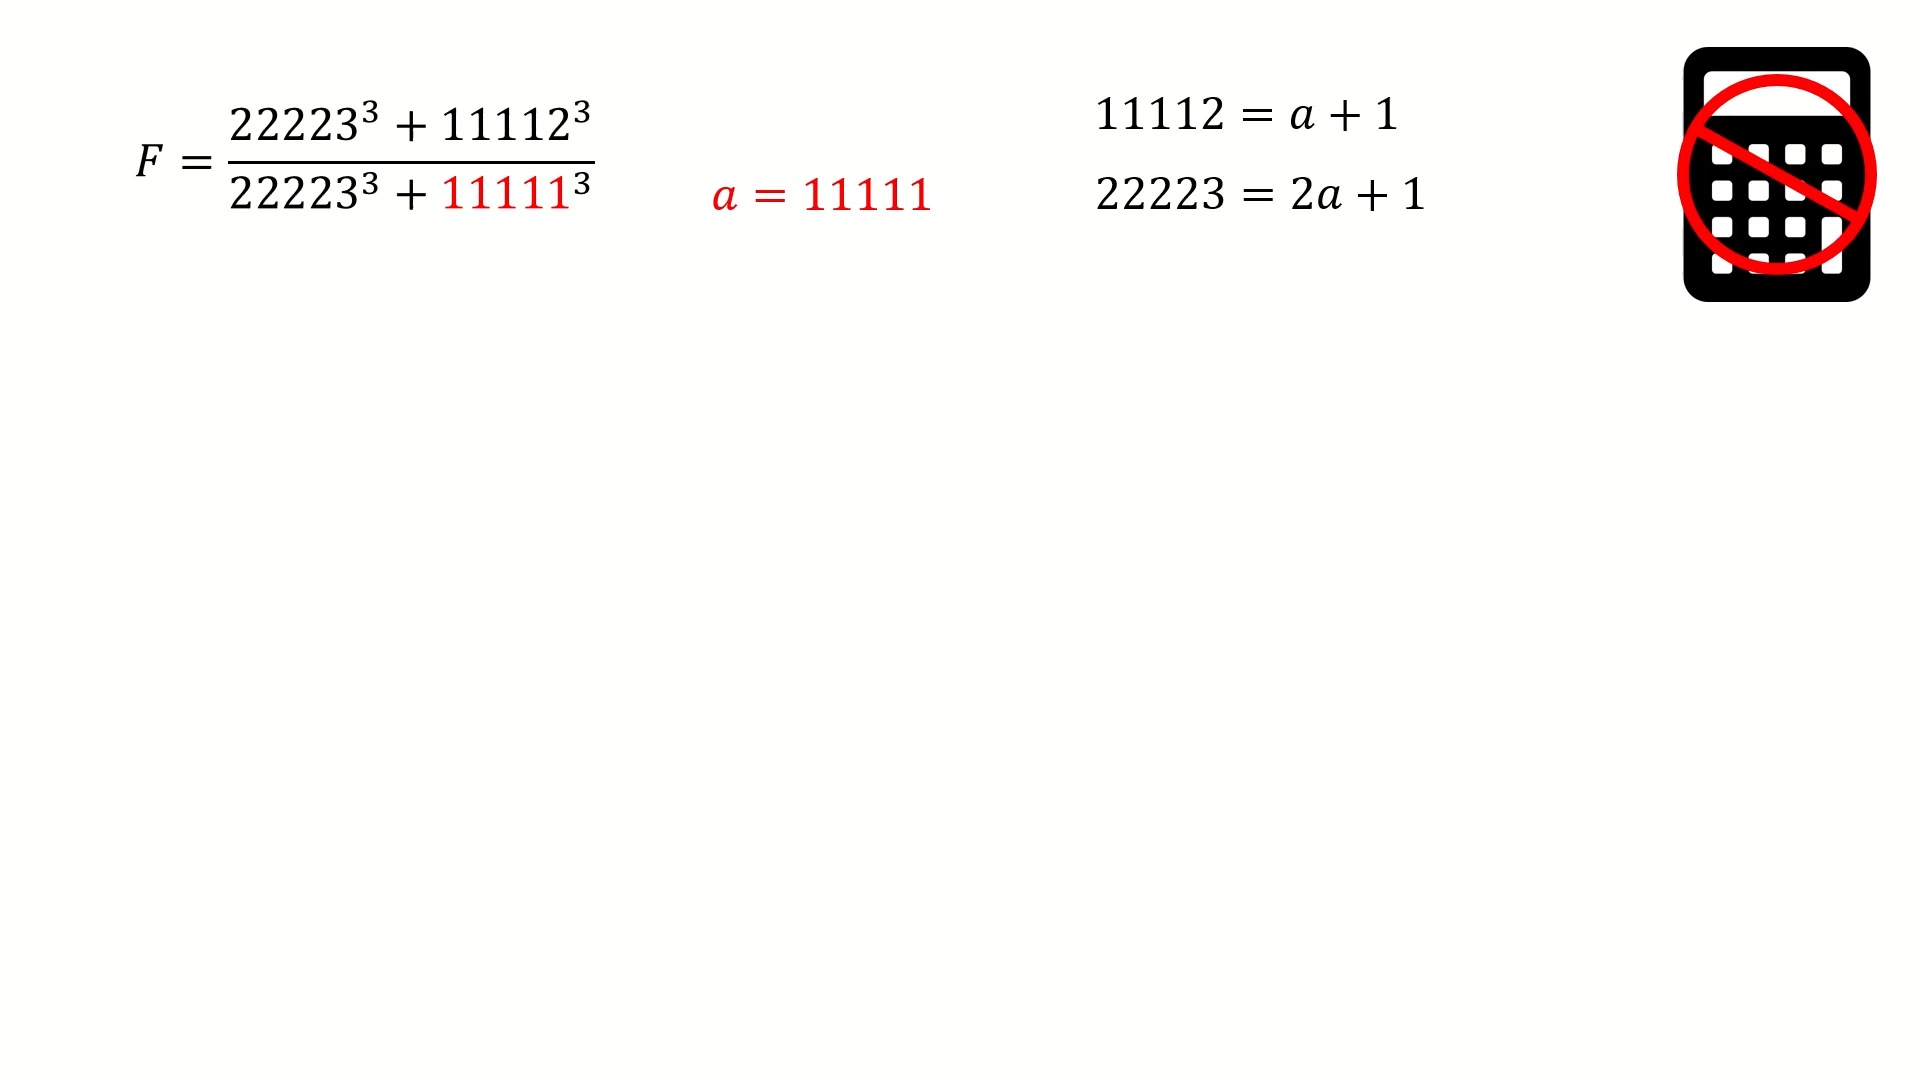 F = (22223³ + 11112³) / (22223³ + 11111³)
a = 11111
11112 = a + 1
22223 = 2a + 1